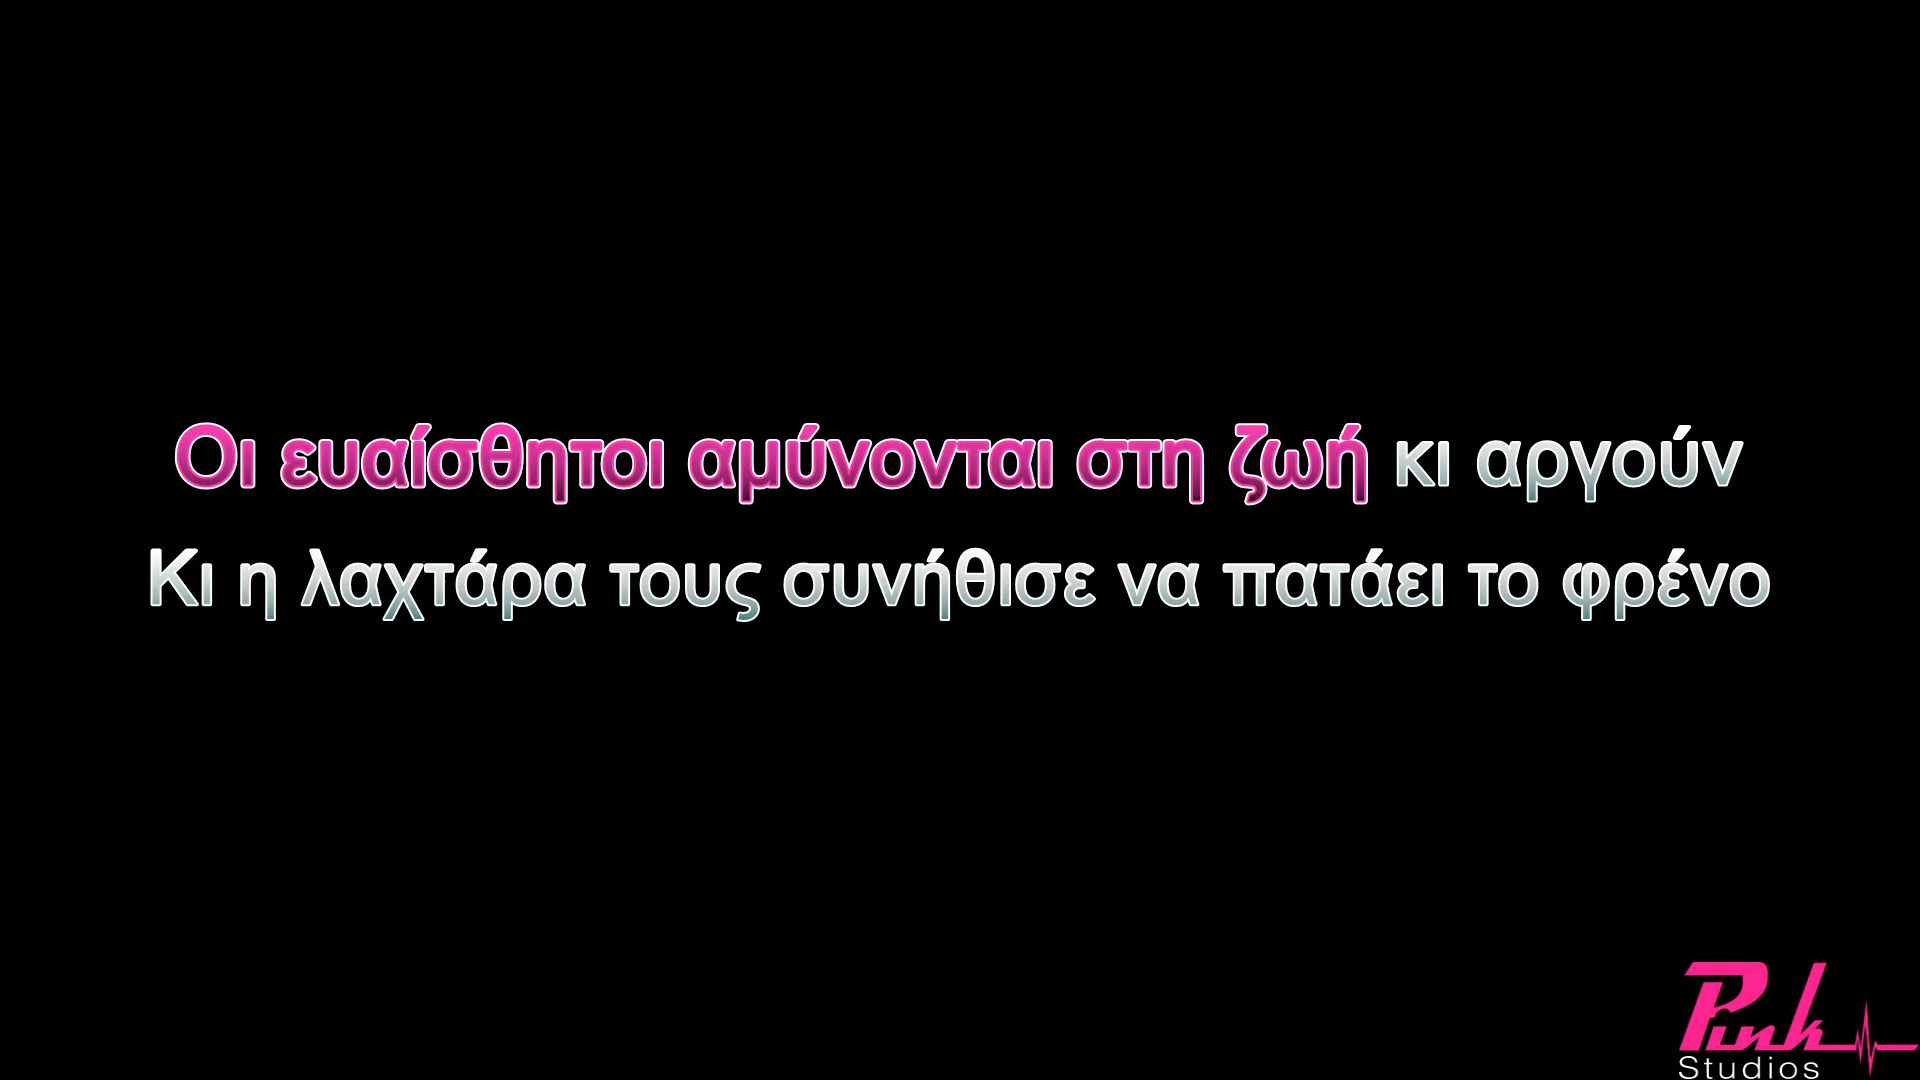 Οι ευαίσθητοι αμύνονται στη ζωή κι αργούν
Κι η λαχτάρα τους συνήθισε να πατάει το φρένο
Pink
Studios